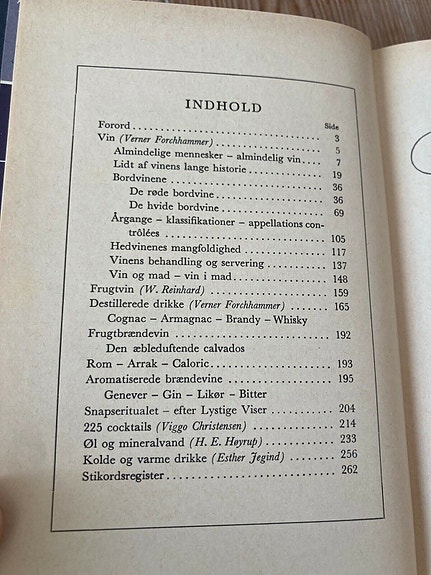 INDHOLD
Side
Forord 3
Vin (Verner Forchhammer) 5
Almindelige mennesker – almindelig vin 7
Lidt af vinens lange historie 19
Bordvinene 36
De røde bordvine 36
De hvide bordvine 69
Årgange – klassifikationer – appellations con-
trôlées 105
Hedvinenes mangfoldighed 117
Vinens behandling og servering 137
Vin og mad – vin i mad 148
Frugtvin (W. Reinhard) 159
Destillerede drikke (Verner Forchhammer) 165
Cognac – Armagnac – Brandy – Whisky
Frugtbrændevin 192
Den æbleduftende calvados
Rom – Arrak – Caloric 193
Aromatiserede brændevine 195
Genever – Gin – Likør – Bitter
Snapseritualet – efter Lystige Viser 204
225 cocktails (Viggo Christensen) 214
Øl og mineralvand (H. E. Høyrup) 233
Kolde og varme drikke (Esther Jegind) 256
Stikordsregister 262